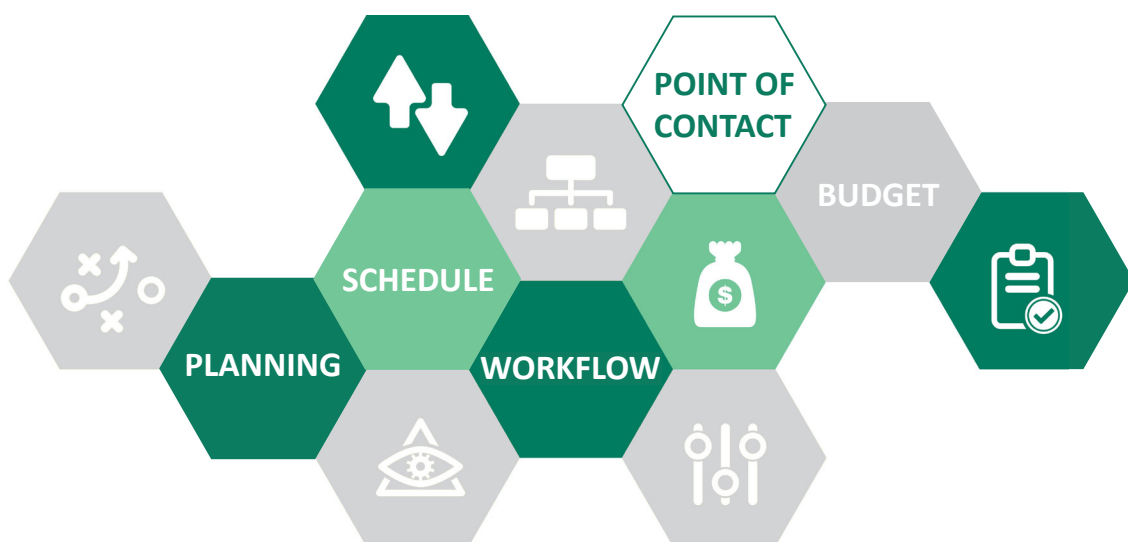 POINT OF
CONTACT
BUDGET
SCHEDULE
$
PLANNING
WORKFLOW